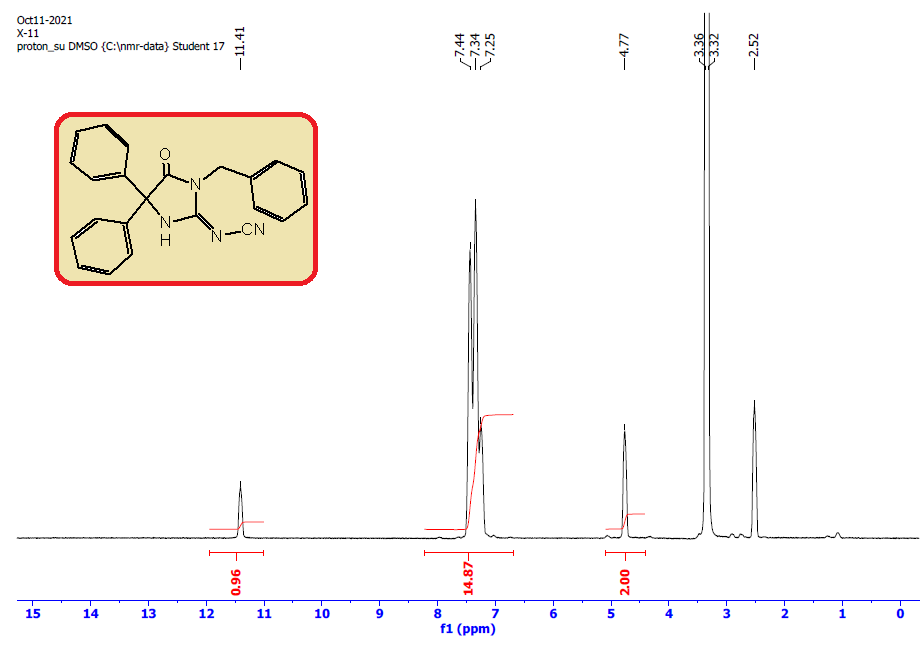 Oct11-2021
X-11
proton_su DMSO {C:\nmr-data} Student 17
11.41
7.44
7.34
7.25
4.77
3.36
3.32
2.52
O
N
N
H
N
CN
0.96
14.87
2.00
15 14 13 12 11 10 9 8 7 6 5 4 3 2 1 0
f1 (ppm)